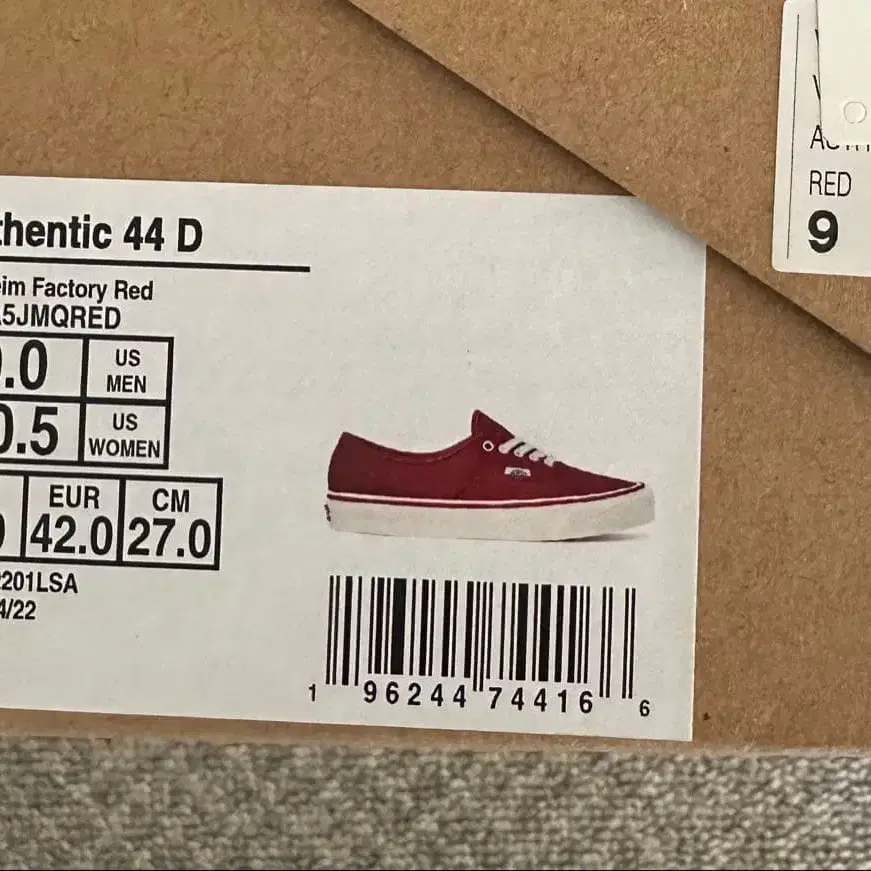 thentic 44 D
eim Factory Red
5JMQRED
.0 US MEN
0.5 US WOMEN
EUR CM
42.0 27.0
201LSA
4/22
1 96244 74416 6
RED
9